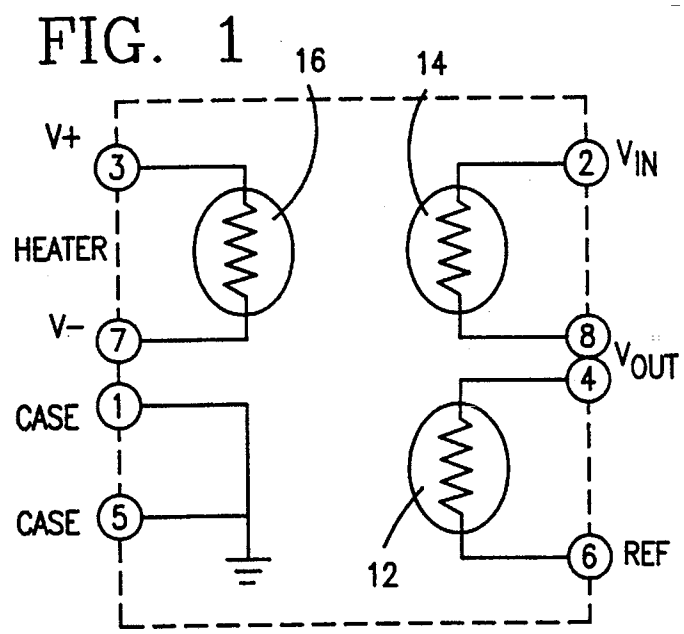 FIG. 1
16
14
V+
3
2
VIN
HEATER
V-
7
8
VOUT
4
CASE
1
CASE
5
12
6
REF